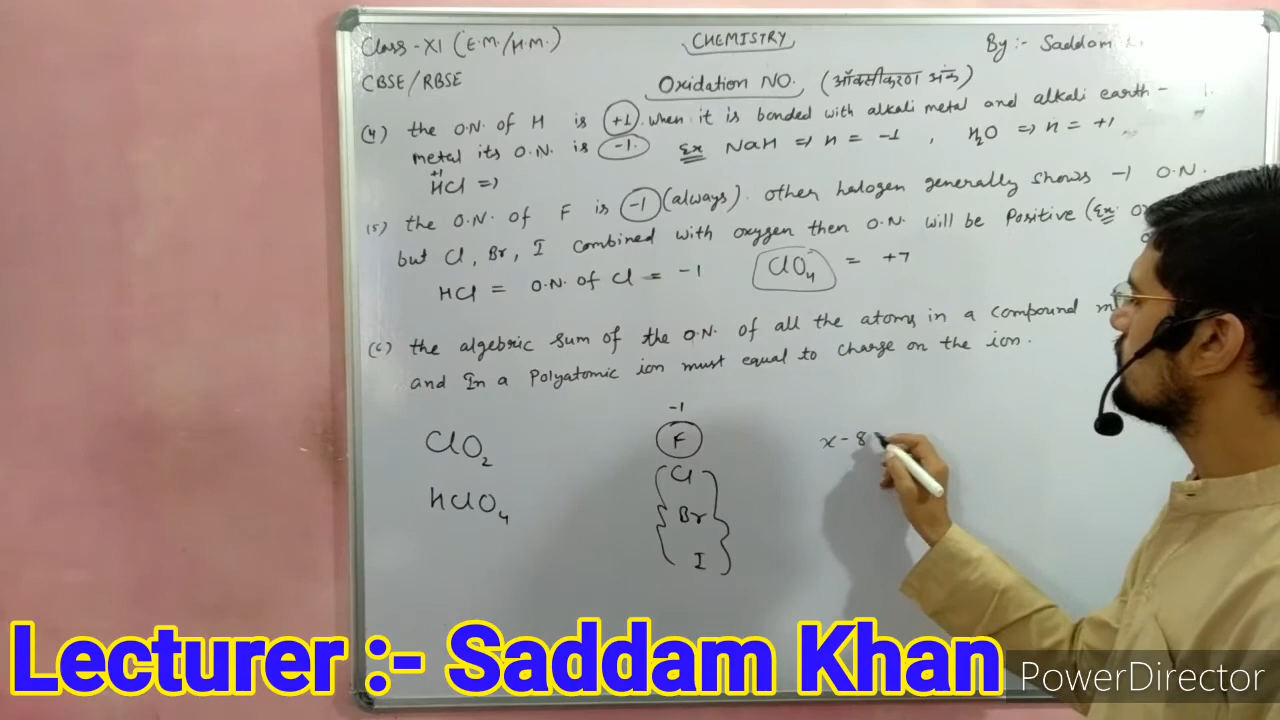 Class-XI (E.M./H.M.)
CHEMISTRY
By :- Saddam K.
CBSE/RBSE
Oxidation NO. (ऑक्सीकरण अंक)
(4) the O.N. of H is +1. when it is bonded with alkali metal and alkali earth -
metal its O.N. is -1. Ex NaH => H = -1, H2O => H = +1
+1
HCl =>
(5) the O.N. of F is -1 (always). other halogen generally shows -1 O.N.
but Cl, Br, I combined with oxygen then O.N. will be Positive (Ex.
HCl = O.N. of Cl = -1 ClO4⁻ = +7
(6) the algebric sum of the O.N. of all the atoms in a compound
and In a Polyatomic ion must equal to charge on the ion.
-1
ClO2 F x-8
Cl
HClO4 Br
I
Lecturer :- Saddam Khan
PowerDirector